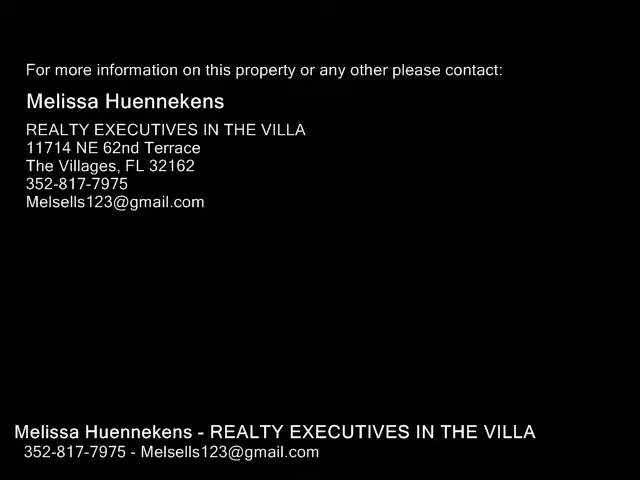 For more information on this property or any other please contact:
Melissa Huennekens
REALTY EXECUTIVES IN THE VILLA
11714 NE 62nd Terrace
The Villages, FL 32162
352-817-7975
Melsells123@gmail.com
Melissa Huennekens - REALTY EXECUTIVES IN THE VILLA
352-817-7975 - Melsells123@gmail.com